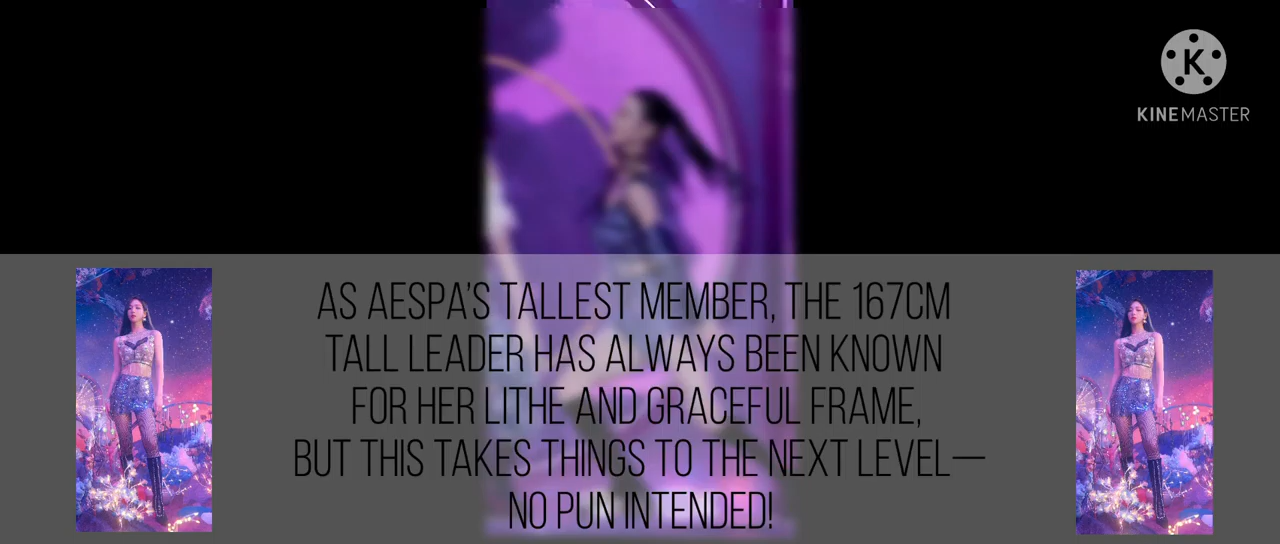 K
KINEMASTER
AS AESPA'S TALLEST MEMBER, THE 167CM
TALL LEADER HAS ALWAYS BEEN KNOWN
FOR HER LITHE AND GRACEFUL FRAME,
BUT THIS TAKES THINGS TO THE NEXT LEVEL—
NO PUN INTENDED!